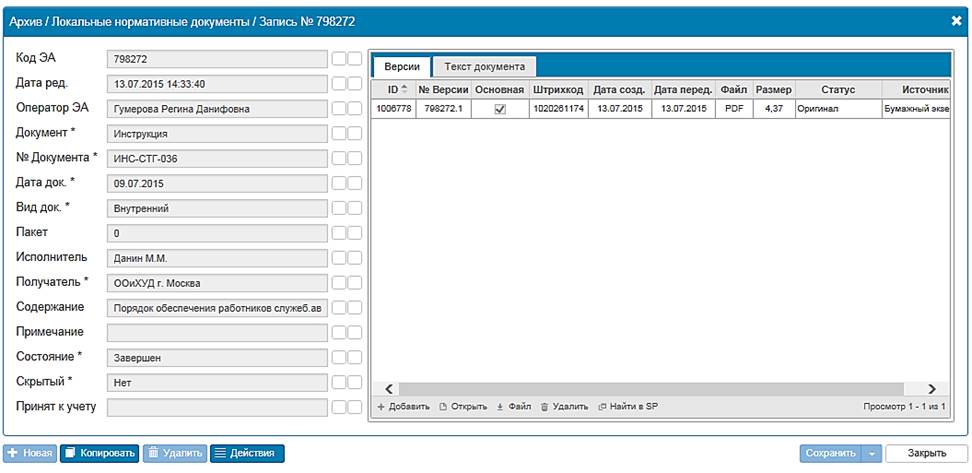 Архив / Локальные нормативные документы / Запись № 798272
Код ЭА 798272
Дата ред. 13.07.2015 14:33:40
Оператор ЭА Гумерова Регина Данифовна
Документ * Инструкция
№ Документа * ИНС-СТГ-036
Дата док. * 09.07.2015
Вид док. * Внутренний
Пакет 0
Исполнитель Данин М.М.
Получатель * ООиХУД г. Москва
Содержание Порядок обеспечения работников служеб.ав
Примечание
Состояние * Завершен
Скрытый * Нет
Принят к учету
Версии Текст документа
ID № Версии Основная Штрихкод Дата созд. Дата перед. Файл Размер Статус Источник
1006778 798272.1 1020261174 13.07.2015 13.07.2015 PDF 4,37 Оригинал Бумажный экзе
+ Добавить Открыть Файл Удалить Найти в SP Просмотр 1 - 1 из 1
+ Новая Копировать Удалить Действия Сохранить Закрыть